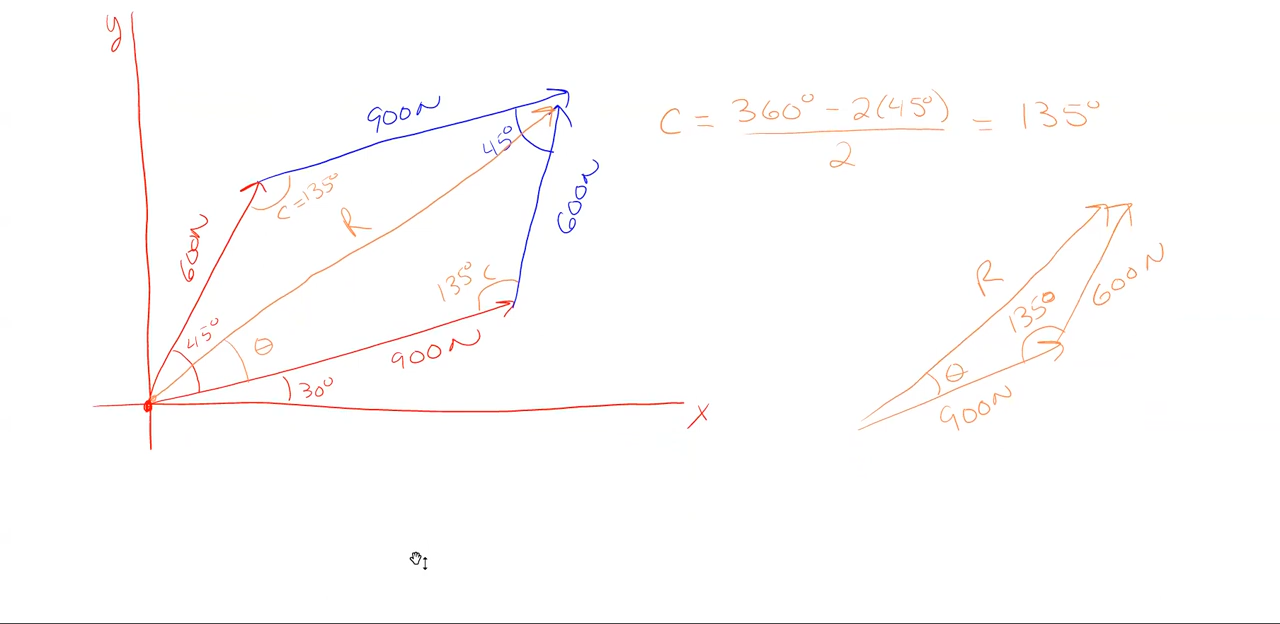 y
900N
C = 360° - 2(45°) / 2 = 135°
45°
C=135°
600N
R
600N
135° C
R
600N
135°
45°
θ
900N
θ
900N
30°
x